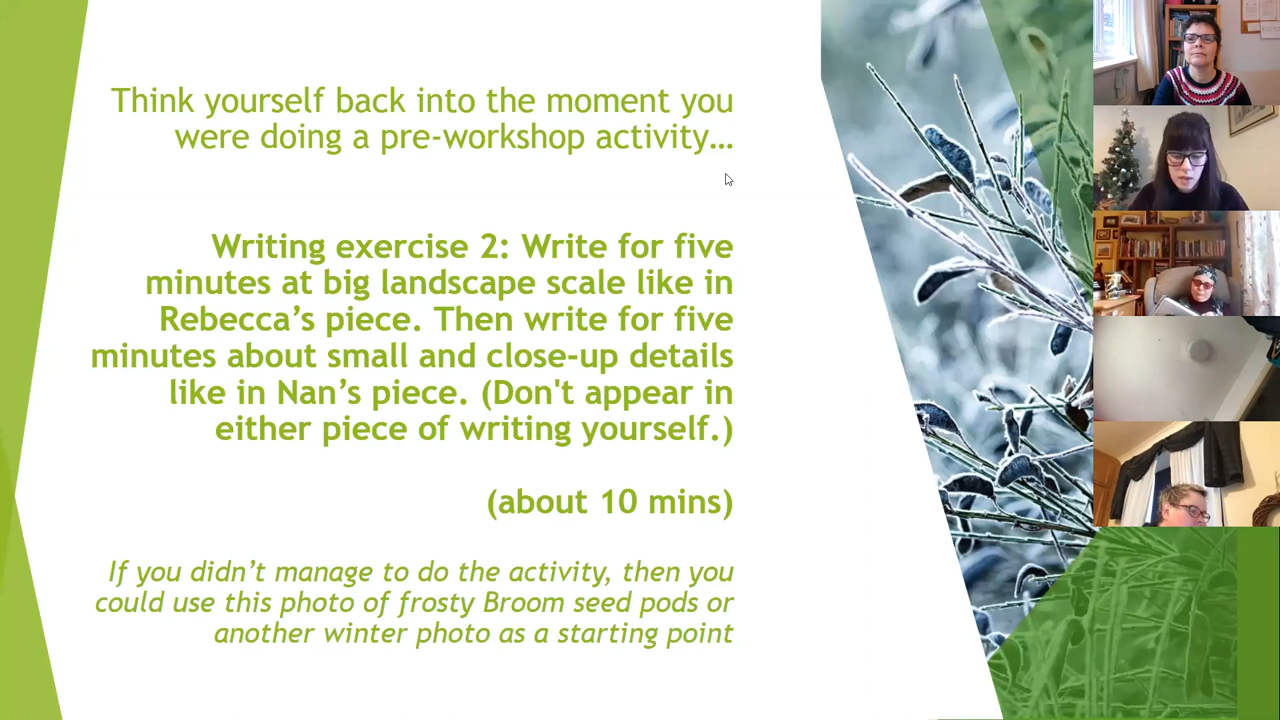 Think yourself back into the moment you
were doing a pre-workshop activity…
Writing exercise 2: Write for five
minutes at big landscape scale like in
Rebecca’s piece. Then write for five
minutes about small and close-up details
like in Nan’s piece. (Don't appear in
either piece of writing yourself.)
(about 10 mins)
If you didn’t manage to do the activity, then you
could use this photo of frosty Broom seed pods or
another winter photo as a starting point